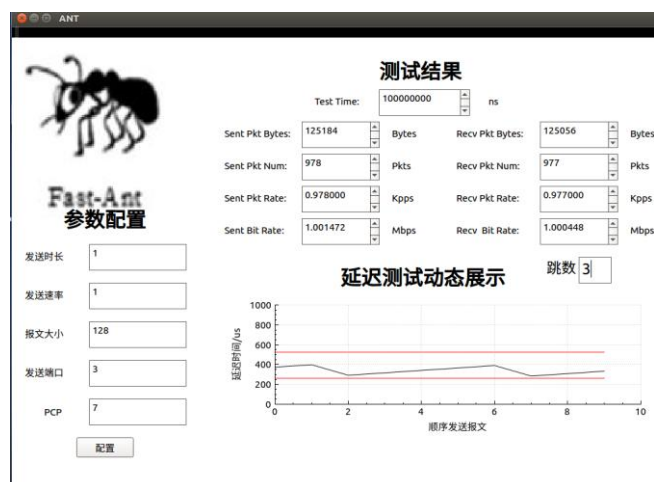 ANT
测试结果
Test Time: 100000000 ns
Sent Pkt Bytes: 125184 Bytes Recv Pkt Bytes: 125056 Bytes
Sent Pkt Num: 978 Pkts Recv Pkt Num: 977 Pkts
Sent Pkt Rate: 0.978000 Kpps Recv Pkt Rate: 0.977000 Kpps
Sent Bit Rate: 1.001472 Mbps Recv Bit Rate: 1.000448 Mbps
Fast-Ant
参数配置
发送时长 1
发送速率 1
报文大小 128
发送端口 3
PCP 7
配置
延迟测试动态展示
跳数 3
延迟时间/us
1000
800
600
400
200
0
0 2 4 6 8 10
顺序发送报文